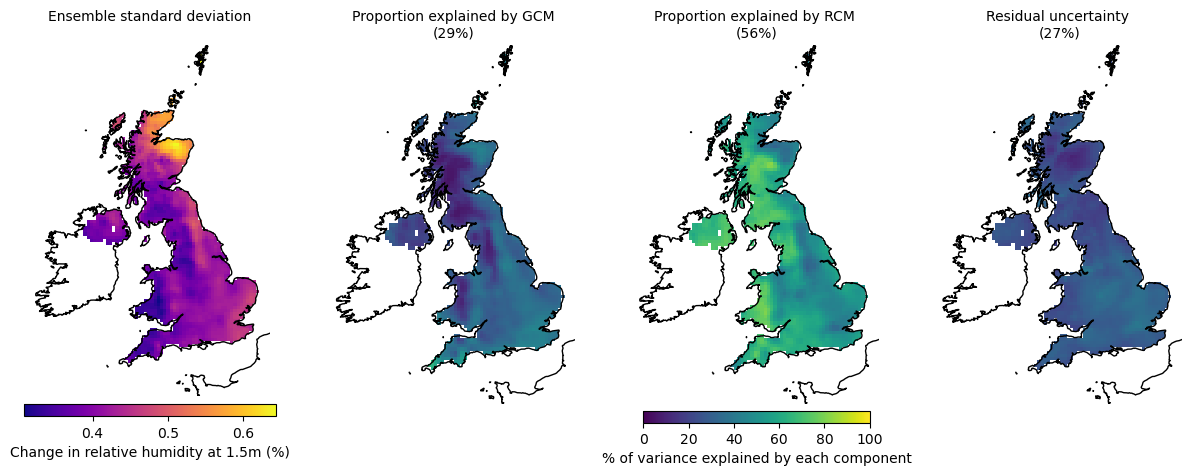 Ensemble standard deviation
Proportion explained by GCM
(29%)
Proportion explained by RCM
(56%)
Residual uncertainty
(27%)
0.4 0.5 0.6
Change in relative humidity at 1.5m (%)
0 20 40 60 80 100
% of variance explained by each component